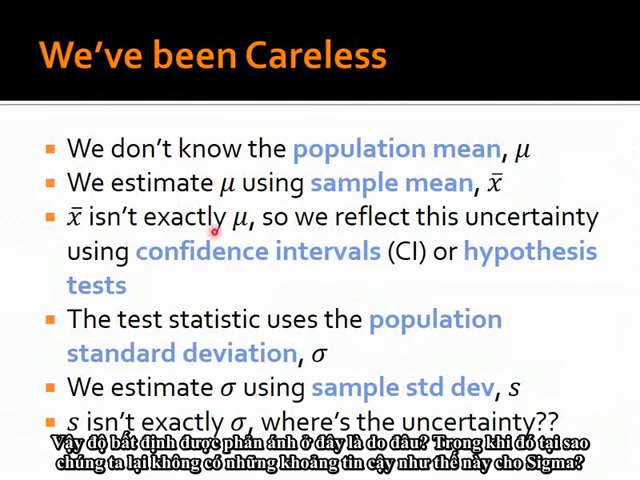 We've been Careless
We don't know the population mean, μ
We estimate μ using sample mean, x̄
x̄ isn't exactly μ, so we reflect this uncertainty
using confidence intervals (CI) or hypothesis
tests
The test statistic uses the population
standard deviation, σ
We estimate σ using sample std dev, s
s isn't exactly σ, where's the uncertainty??
Vậy độ bất định được phản ánh ở đây là do đâu? Trong khi đó tại sao
chúng ta lại không có những khoảng tin cậy như thế này cho Sigma?